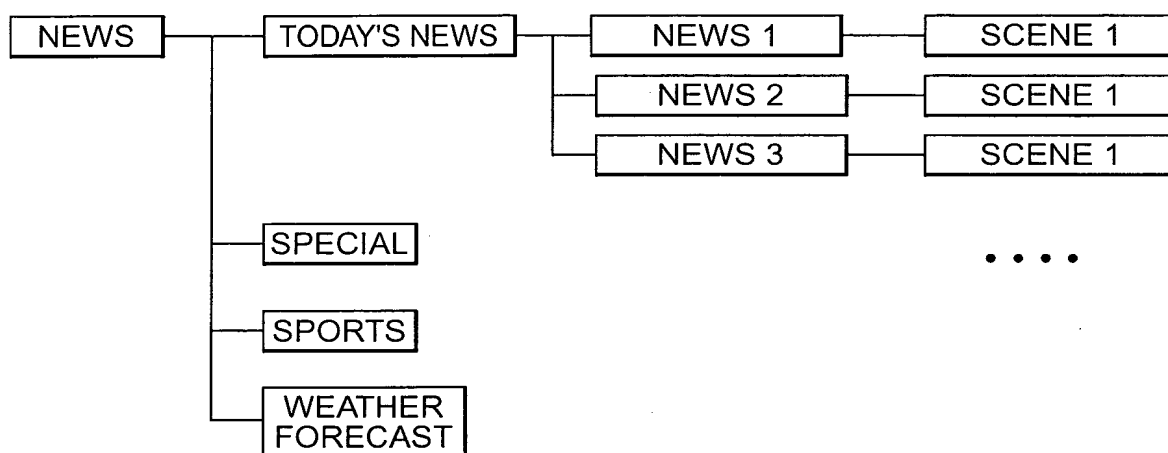 NEWS
TODAY'S NEWS
NEWS 1
SCENE 1
NEWS 2
SCENE 1
NEWS 3
SCENE 1
SPECIAL
SPORTS
WEATHER
FORECAST